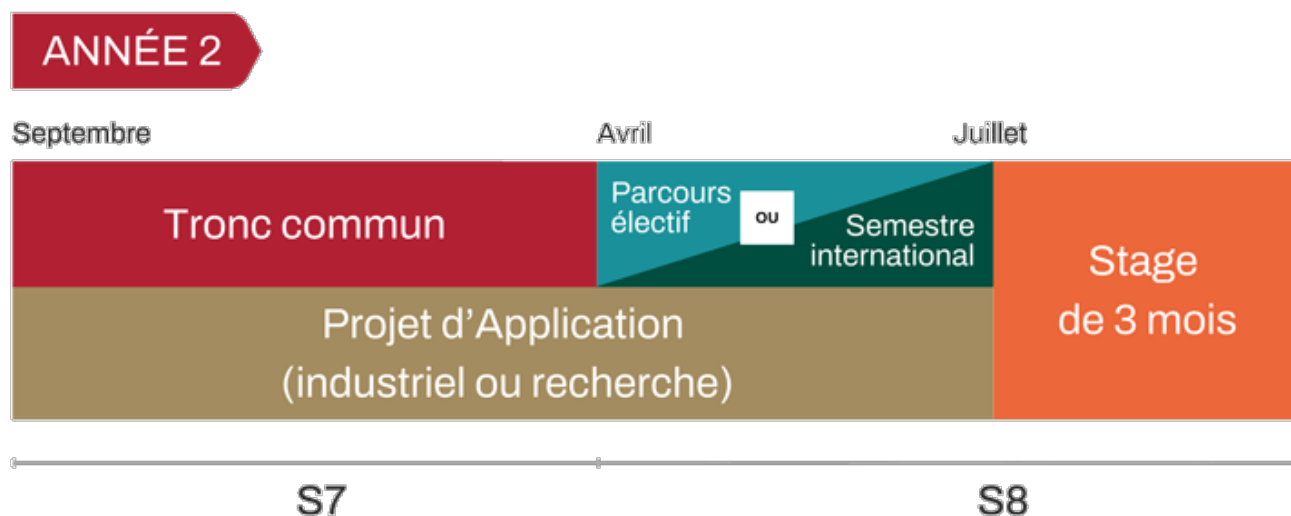 ANNÉE 2
Septembre
Avril
Juillet
Tronc commun
Parcours
électif
OU
Semestre
international
Projet d’Application
(industriel ou recherche)
Stage
de 3 mois
S7
S8